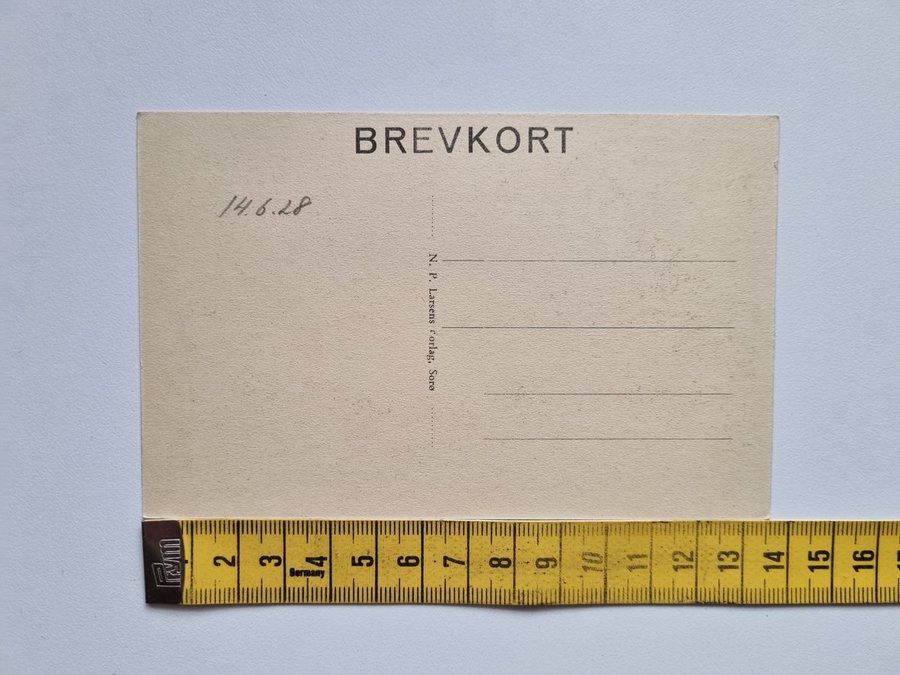 BREVKORT
14.6.28
N. P. Larsens Forlag, Sorø
2 3 4 5 6 7 8 9 10 11 12 13 14 15 16
Germany